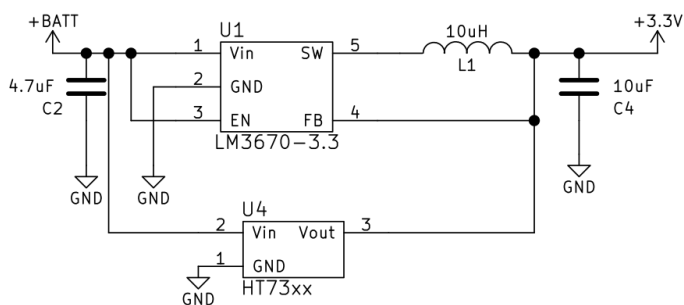 +BATT
U1
10uH
+3.3V
1
Vin
SW
5
L1
4.7uF
C2
2
GND
10uF
C4
3
EN
FB
4
LM3670-3.3
GND
GND
GND
U4
2
Vin
Vout
3
1
GND
HT73xx
GND